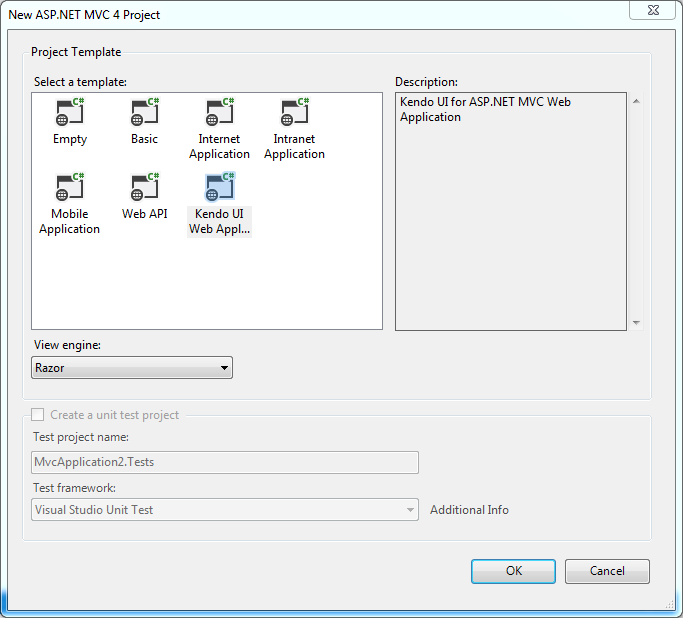 New ASP.NET MVC 4 Project
Project Template
Select a template:
Description:
C# C# C# C#
Empty Basic Internet Application Intranet Application
C# C# C#
Mobile Application Web API Kendo UI Web Appl...
Kendo UI for ASP.NET MVC Web
Application
View engine:
Razor
Create a unit test project
Test project name:
MvcApplication2.Tests
Test framework:
Visual Studio Unit Test
Additional Info
OK
Cancel